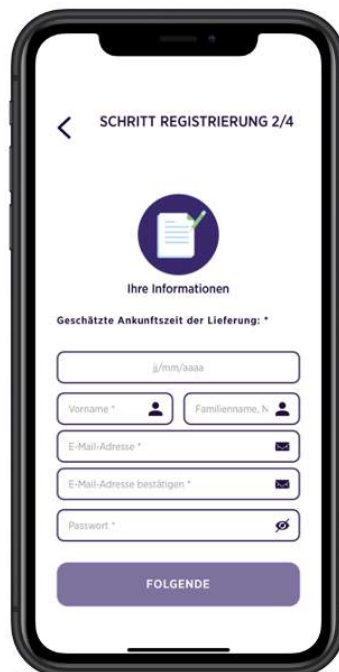 SCHRITT REGISTRIERUNG 2/4
Ihre Informationen
Geschätzte Ankunftszeit der Lieferung: *
jj/mm/aaaa
Vorname *
Familienname, N
E-Mail-Adresse *
E-Mail-Adresse bestätigen *
Passwort *
FOLGENDE